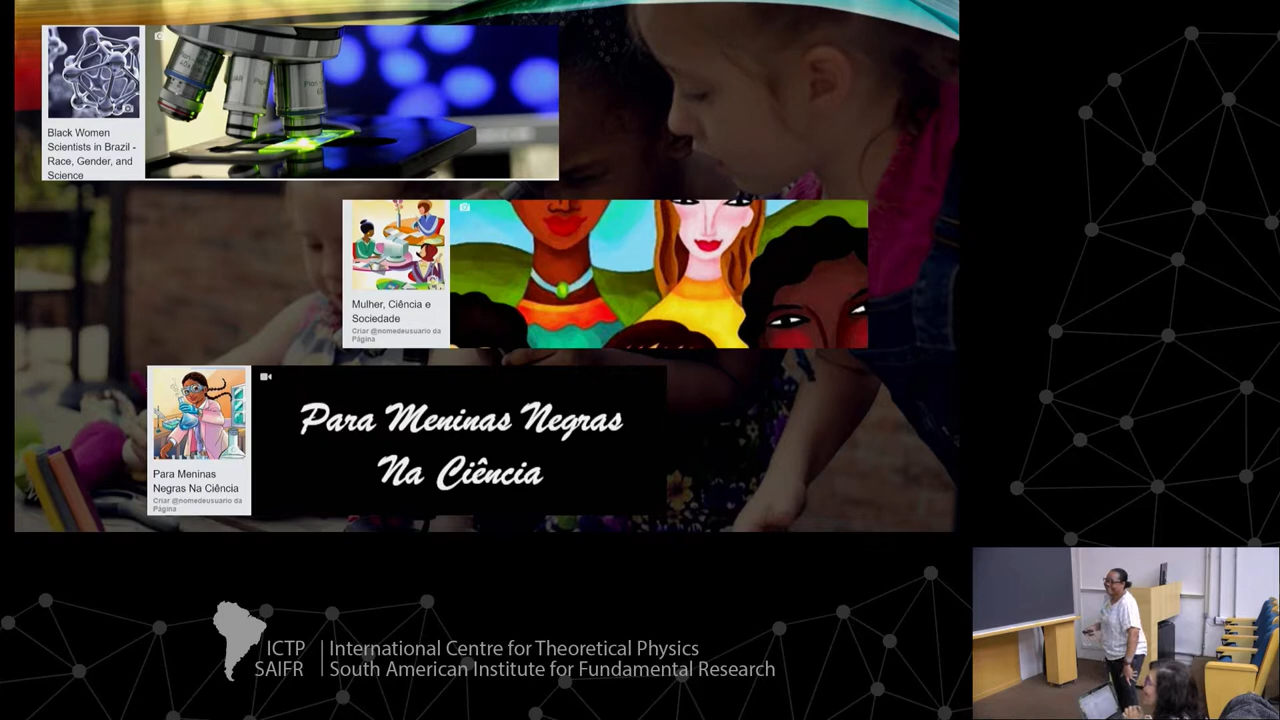 Black Women
Scientists in Brazil -
Race, Gender, and
Science
Mulher, Ciência e
Sociedade
Criar @nomedeusuario da
Página
Para Meninas Negras
Na Ciência
Para Meninas
Negras Na Ciência
Criar @nomedeusuario da
Página
ICTP
SAIFR
International Centre for Theoretical Physics
South American Institute for Fundamental Research